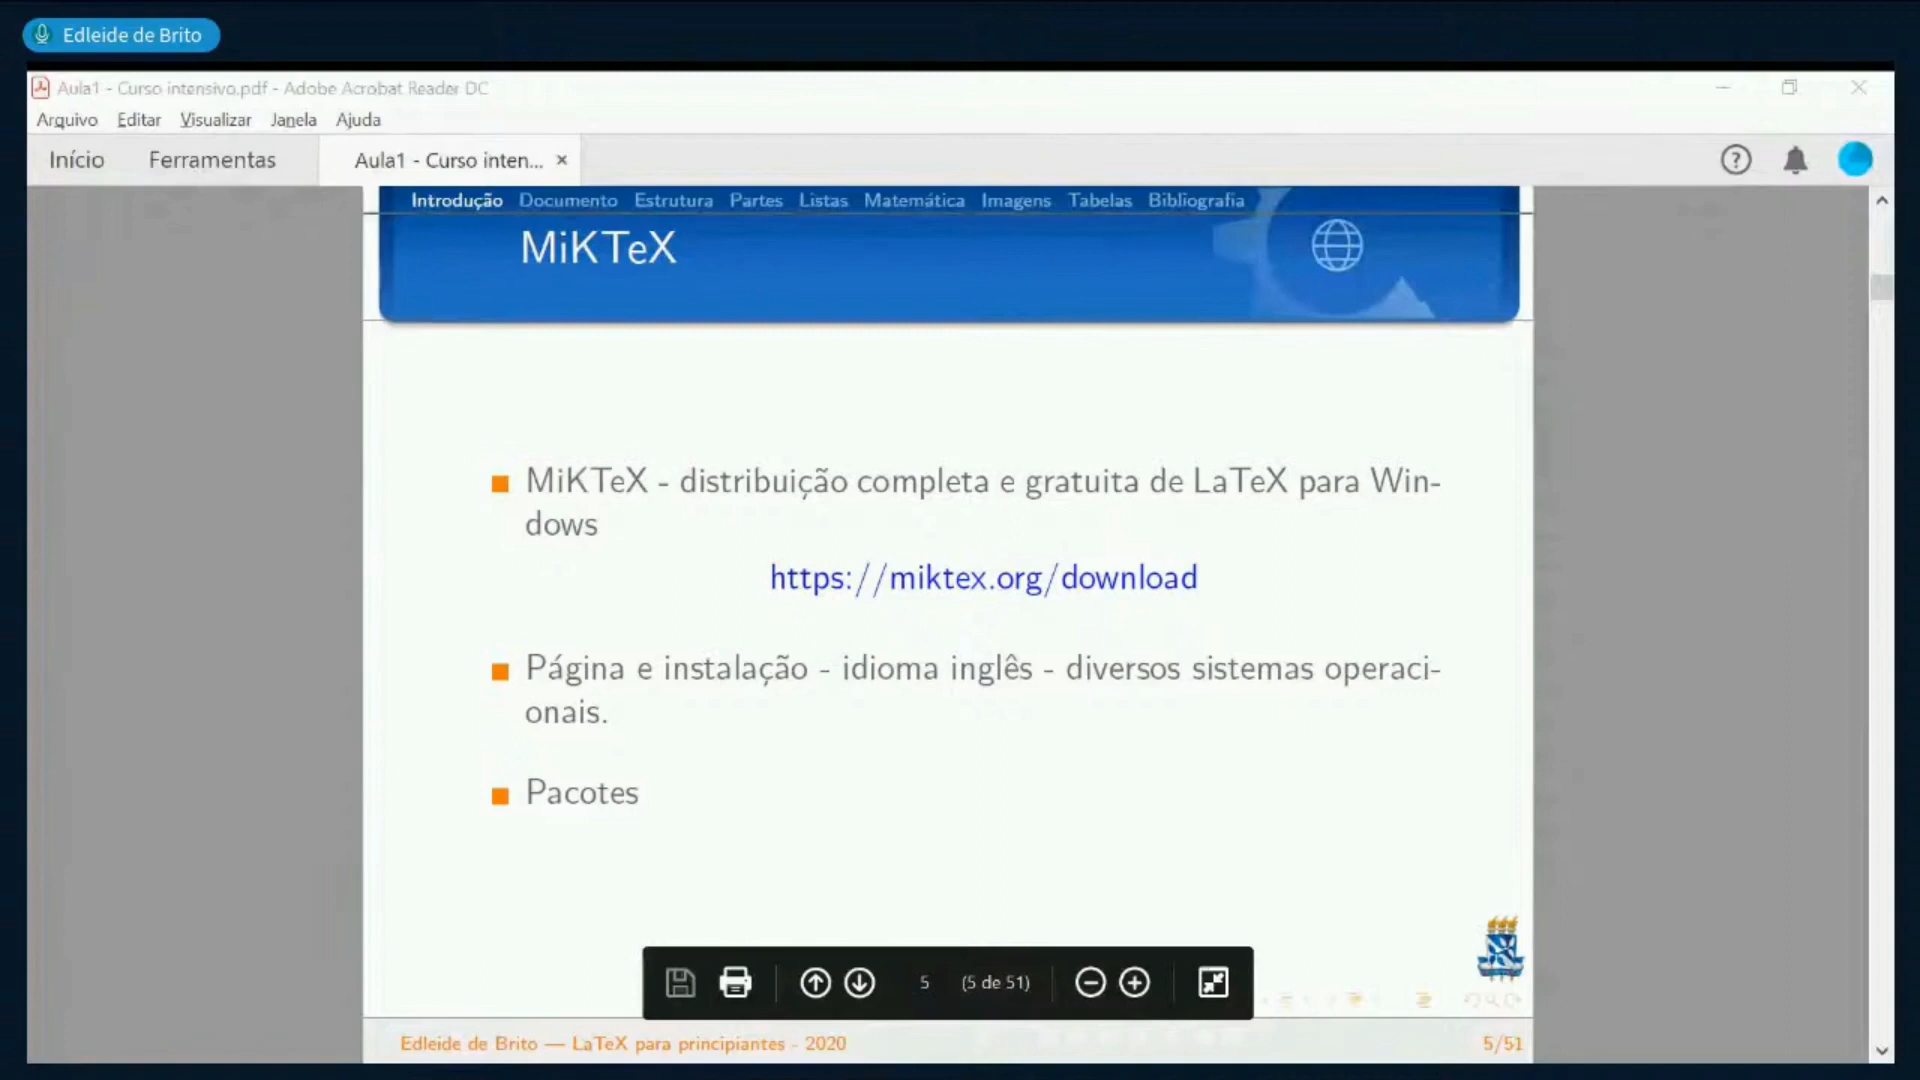 Edleide de Brito
Aula1 - Curso intensivo.pdf - Adobe Acrobat Reader DC
Arquivo Editar Visualizar Janela Ajuda
Início Ferramentas Aula1 - Curso inten...
Introdução Documento Estrutura Partes Listas Matemática Imagens Tabelas Bibliografia
MiKTeX
MiKTeX - distribuição completa e gratuita de LaTeX para Win-
dows
https://miktex.org/download
Página e instalação - idioma inglês - diversos sistemas operaci-
onais.
Pacotes
5 (5 de 51)
Edleide de Brito — LaTeX para principiantes - 2020 5/51